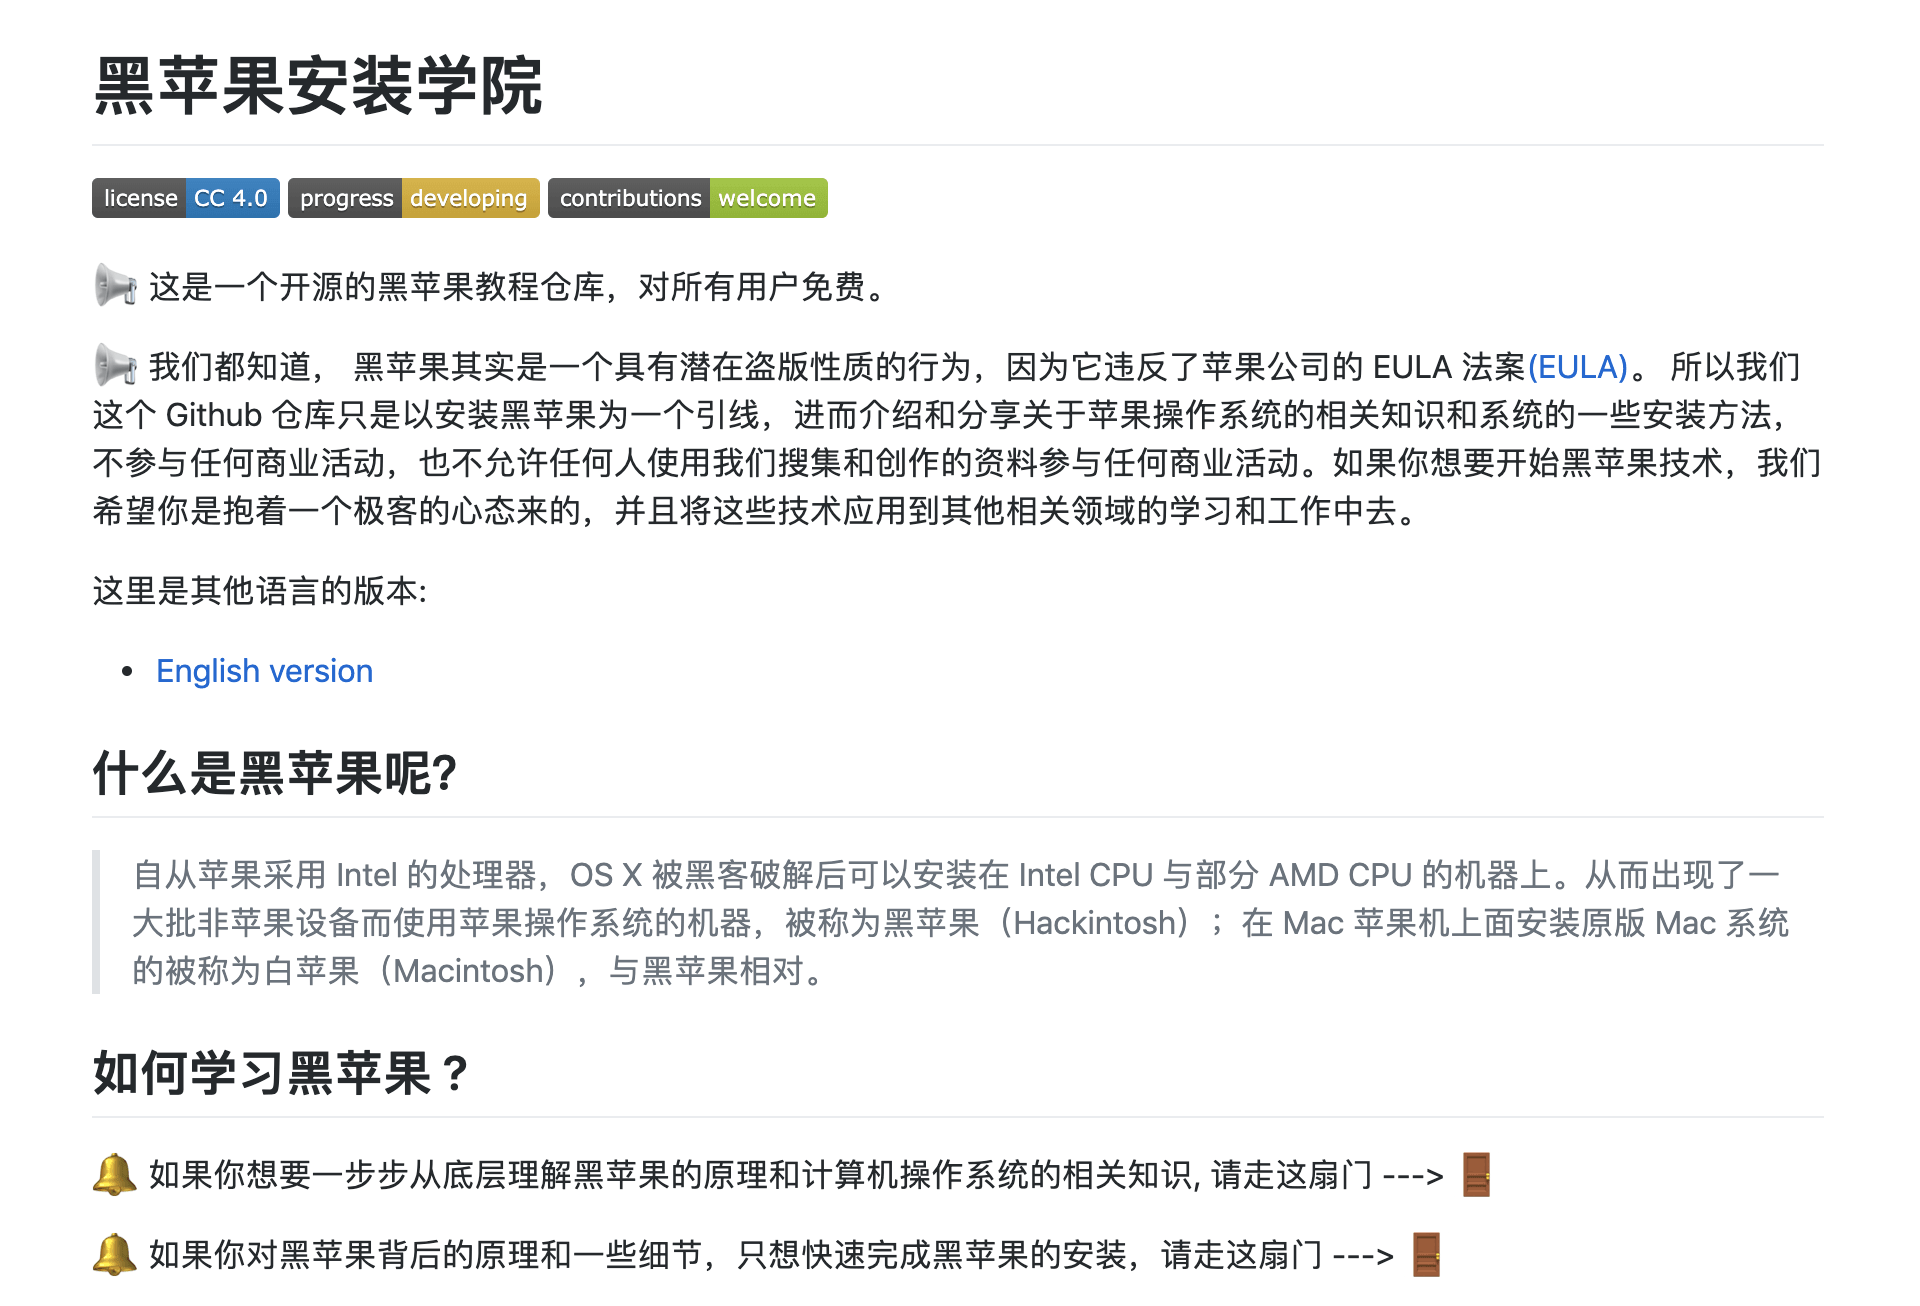 黑苹果安装学院
license CC 4.0 progress developing contributions welcome
📢 这是一个开源的黑苹果教程仓库，对所有用户免费。
📢 我们都知道， 黑苹果其实是一个具有潜在盗版性质的行为，因为它违反了苹果公司的 EULA 法案(EULA)。 所以我们
这个 Github 仓库只是以安装黑苹果为一个引线，进而介绍和分享关于苹果操作系统的相关知识和系统的一些安装方法，
不参与任何商业活动，也不允许任何人使用我们搜集和创作的资料参与任何商业活动。如果你想要开始黑苹果技术，我们
希望你是抱着一个极客的心态来的，并且将这些技术应用到其他相关领域的学习和工作中去。
这里是其他语言的版本:
• English version
什么是黑苹果呢?
自从苹果采用 Intel 的处理器，OS X 被黑客破解后可以安装在 Intel CPU 与部分 AMD CPU 的机器上。从而出现了一
大批非苹果设备而使用苹果操作系统的机器，被称为黑苹果（Hackintosh）；在 Mac 苹果机上面安装原版 Mac 系统
的被称为白苹果（Macintosh），与黑苹果相对。
如何学习黑苹果？
🔔 如果你想要一步步从底层理解黑苹果的原理和计算机操作系统的相关知识, 请走这扇门 ---> 🚪
🔔 如果你对黑苹果背后的原理和一些细节，只想快速完成黑苹果的安装，请走这扇门 ---> 🚪